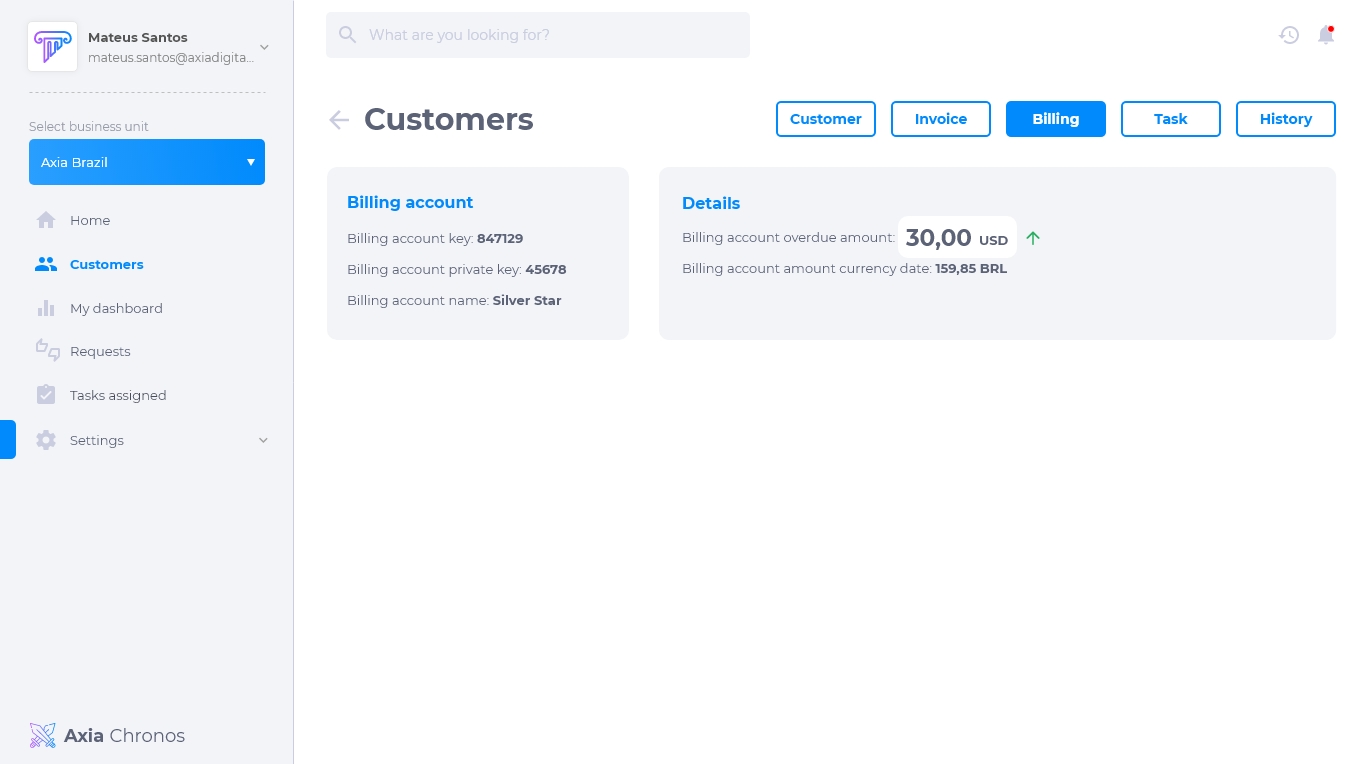 Mateus Santos
mateus.santos@axiadigita...
Select business unit
Axia Brazil
Home
Customers
My dashboard
Requests
Tasks assigned
Settings
Axia Chronos
What are you looking for?
Customers
Customer
Invoice
Billing
Task
History
Billing account
Billing account key: 847129
Billing account private key: 45678
Billing account name: Silver Star
Details
Billing account overdue amount: 30,00 USD
Billing account amount currency date: 159,85 BRL